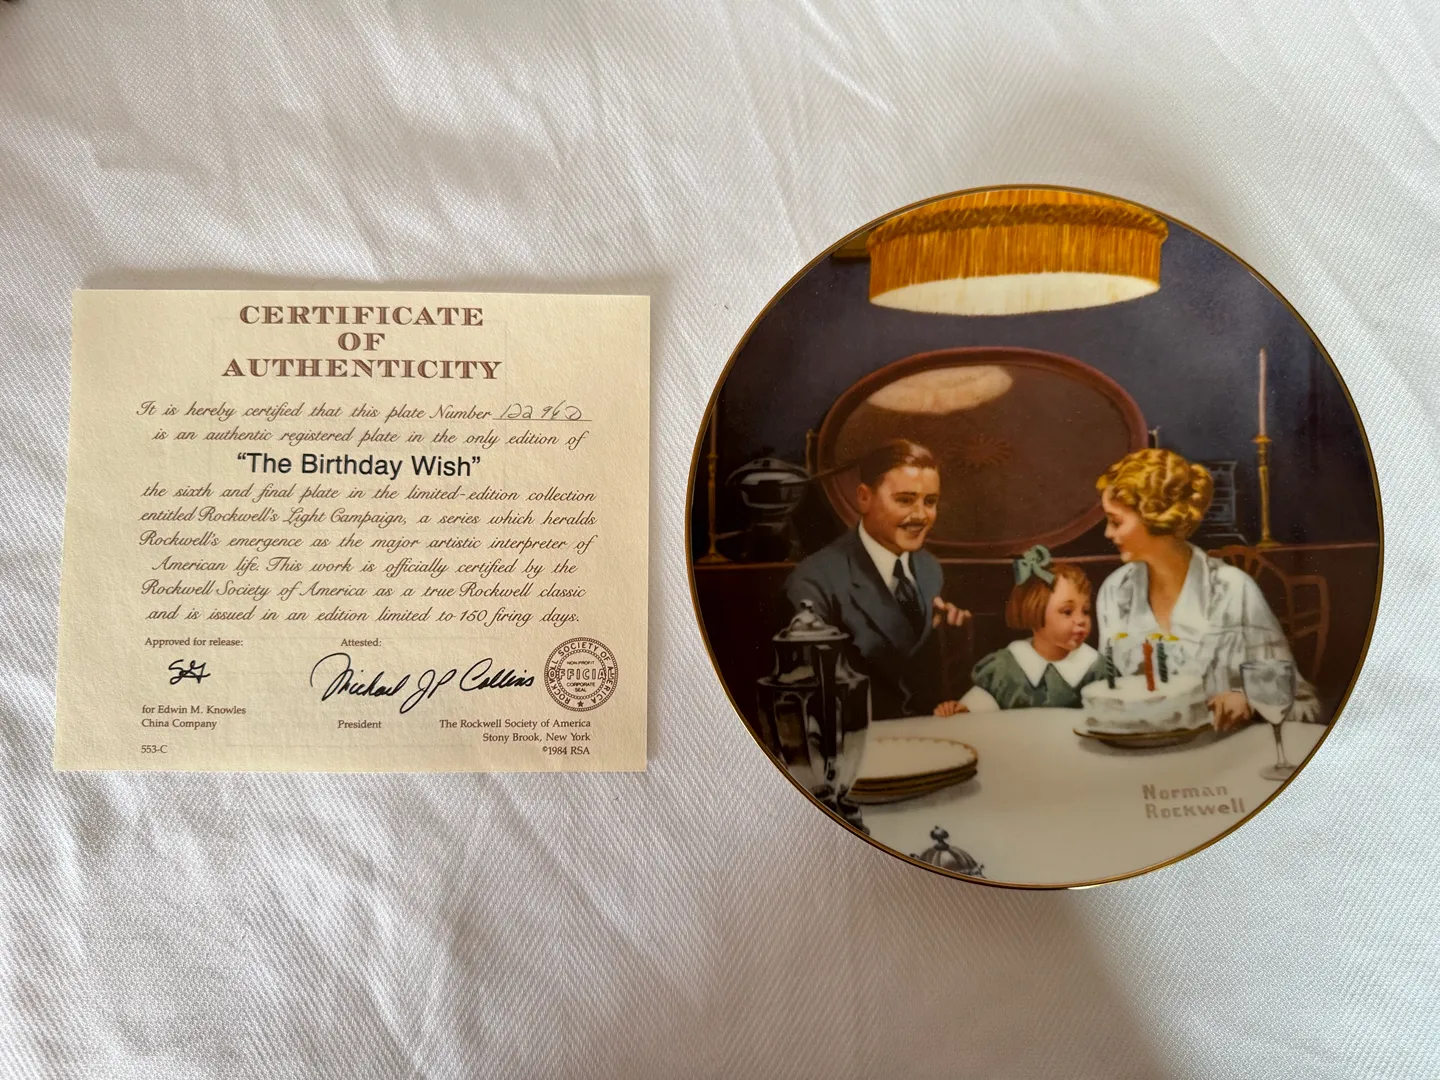 CERTIFICATE
OF
AUTHENTICITY
It is hereby certified that this plate Number
is an authentic registered plate in the only edition of
"The Birthday Wish"
the sixth and final plate in the limited-edition collection
entitled Rockwell's Light Campaign, a series which heralds
Rockwell's emergence as the major artistic interpreter of
American life. This work is officially certified by the
Rockwell Society of America as a true Rockwell classic
and is issued in an edition limited to 150 firing days.
Approved for release:
Attested:
Michael J P Collins
ROCKWELL SOCIETY OF AMERICA
NON-PROFIT
OFFICIAL
CORPORATE
SEAL
for Edwin M. Knowles
China Company
President
The Rockwell Society of America
Stony Brook, New York
553-C
©1984 RSA
Norman
Rockwell